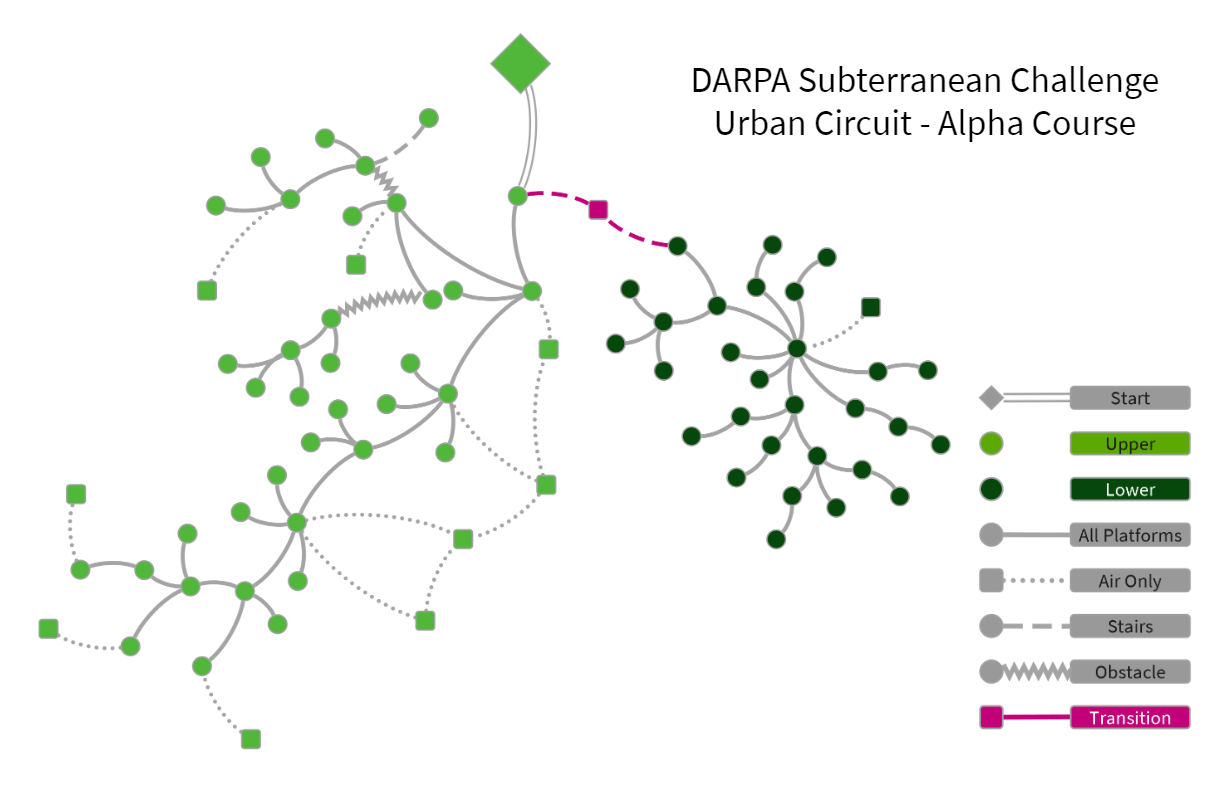 DARPA Subterranean Challenge
Urban Circuit - Alpha Course
Start
Upper
Lower
All Platforms
Air Only
Stairs
Obstacle
Transition